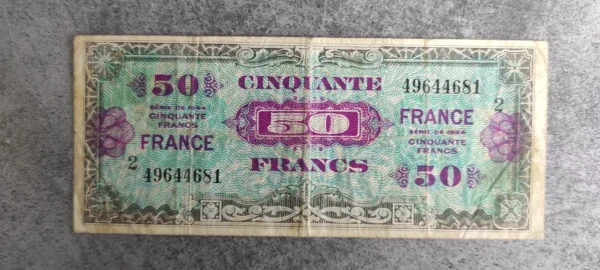 50 CINQUANTE 49644681
2
SÉRIE DE 1944
CINQUANTE
FRANCS
FRANCE
50
FRANCE
SÉRIE DE 1944
CINQUANTE
FRANCS
2
49644681
FRANCS
50